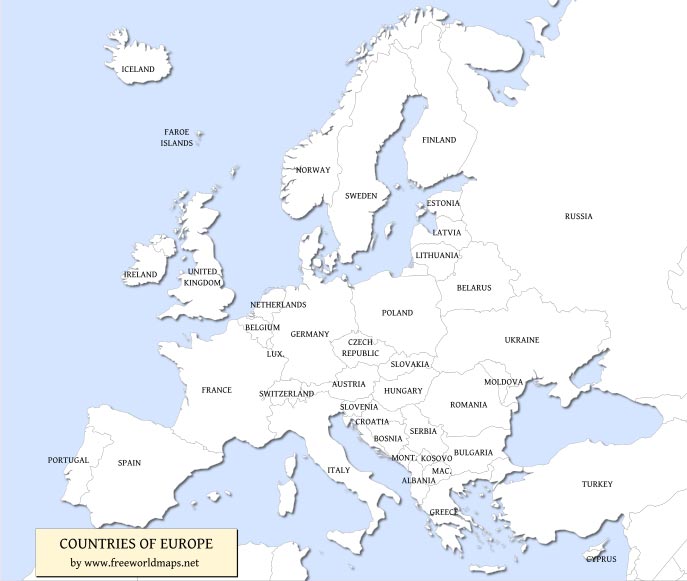 ICELAND
FAROE
ISLANDS
FINLAND
NORWAY
SWEDEN
ESTONIA
RUSSIA
LATVIA
LITHUANIA
IRELAND
UNITED
KINGDOM
BELARUS
NETHERLANDS
POLAND
BELGIUM
GERMANY
UKRAINE
CZECH
REPUBLIC
LUX.
SLOVAKIA
AUSTRIA
MOLDOVA
FRANCE
SWITZERLAND
HUNGARY
SLOVENIA
ROMANIA
CROATIA
BOSNIA
SERBIA
BULGARIA
MONT.
KOSOVO
PORTUGAL
SPAIN
ITALY
MAC.
ALBANIA
TURKEY
GREECE
CYPRUS
COUNTRIES OF EUROPE
by www.freeworldmaps.net